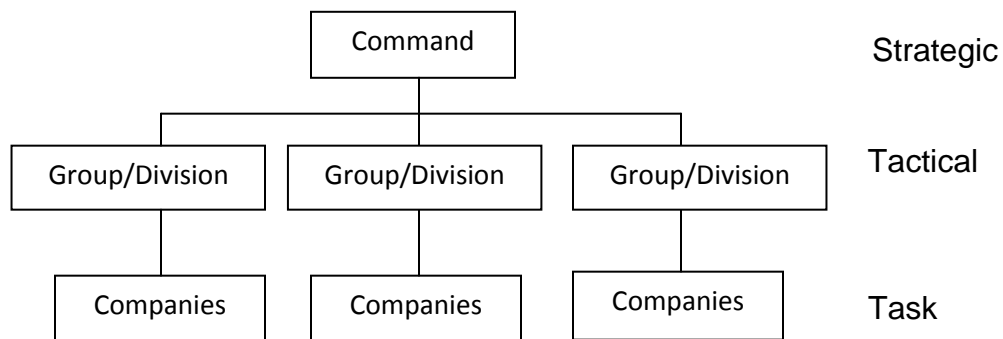 Command
Strategic
Group/Division
Group/Division
Group/Division
Tactical
Companies
Companies
Companies
Task